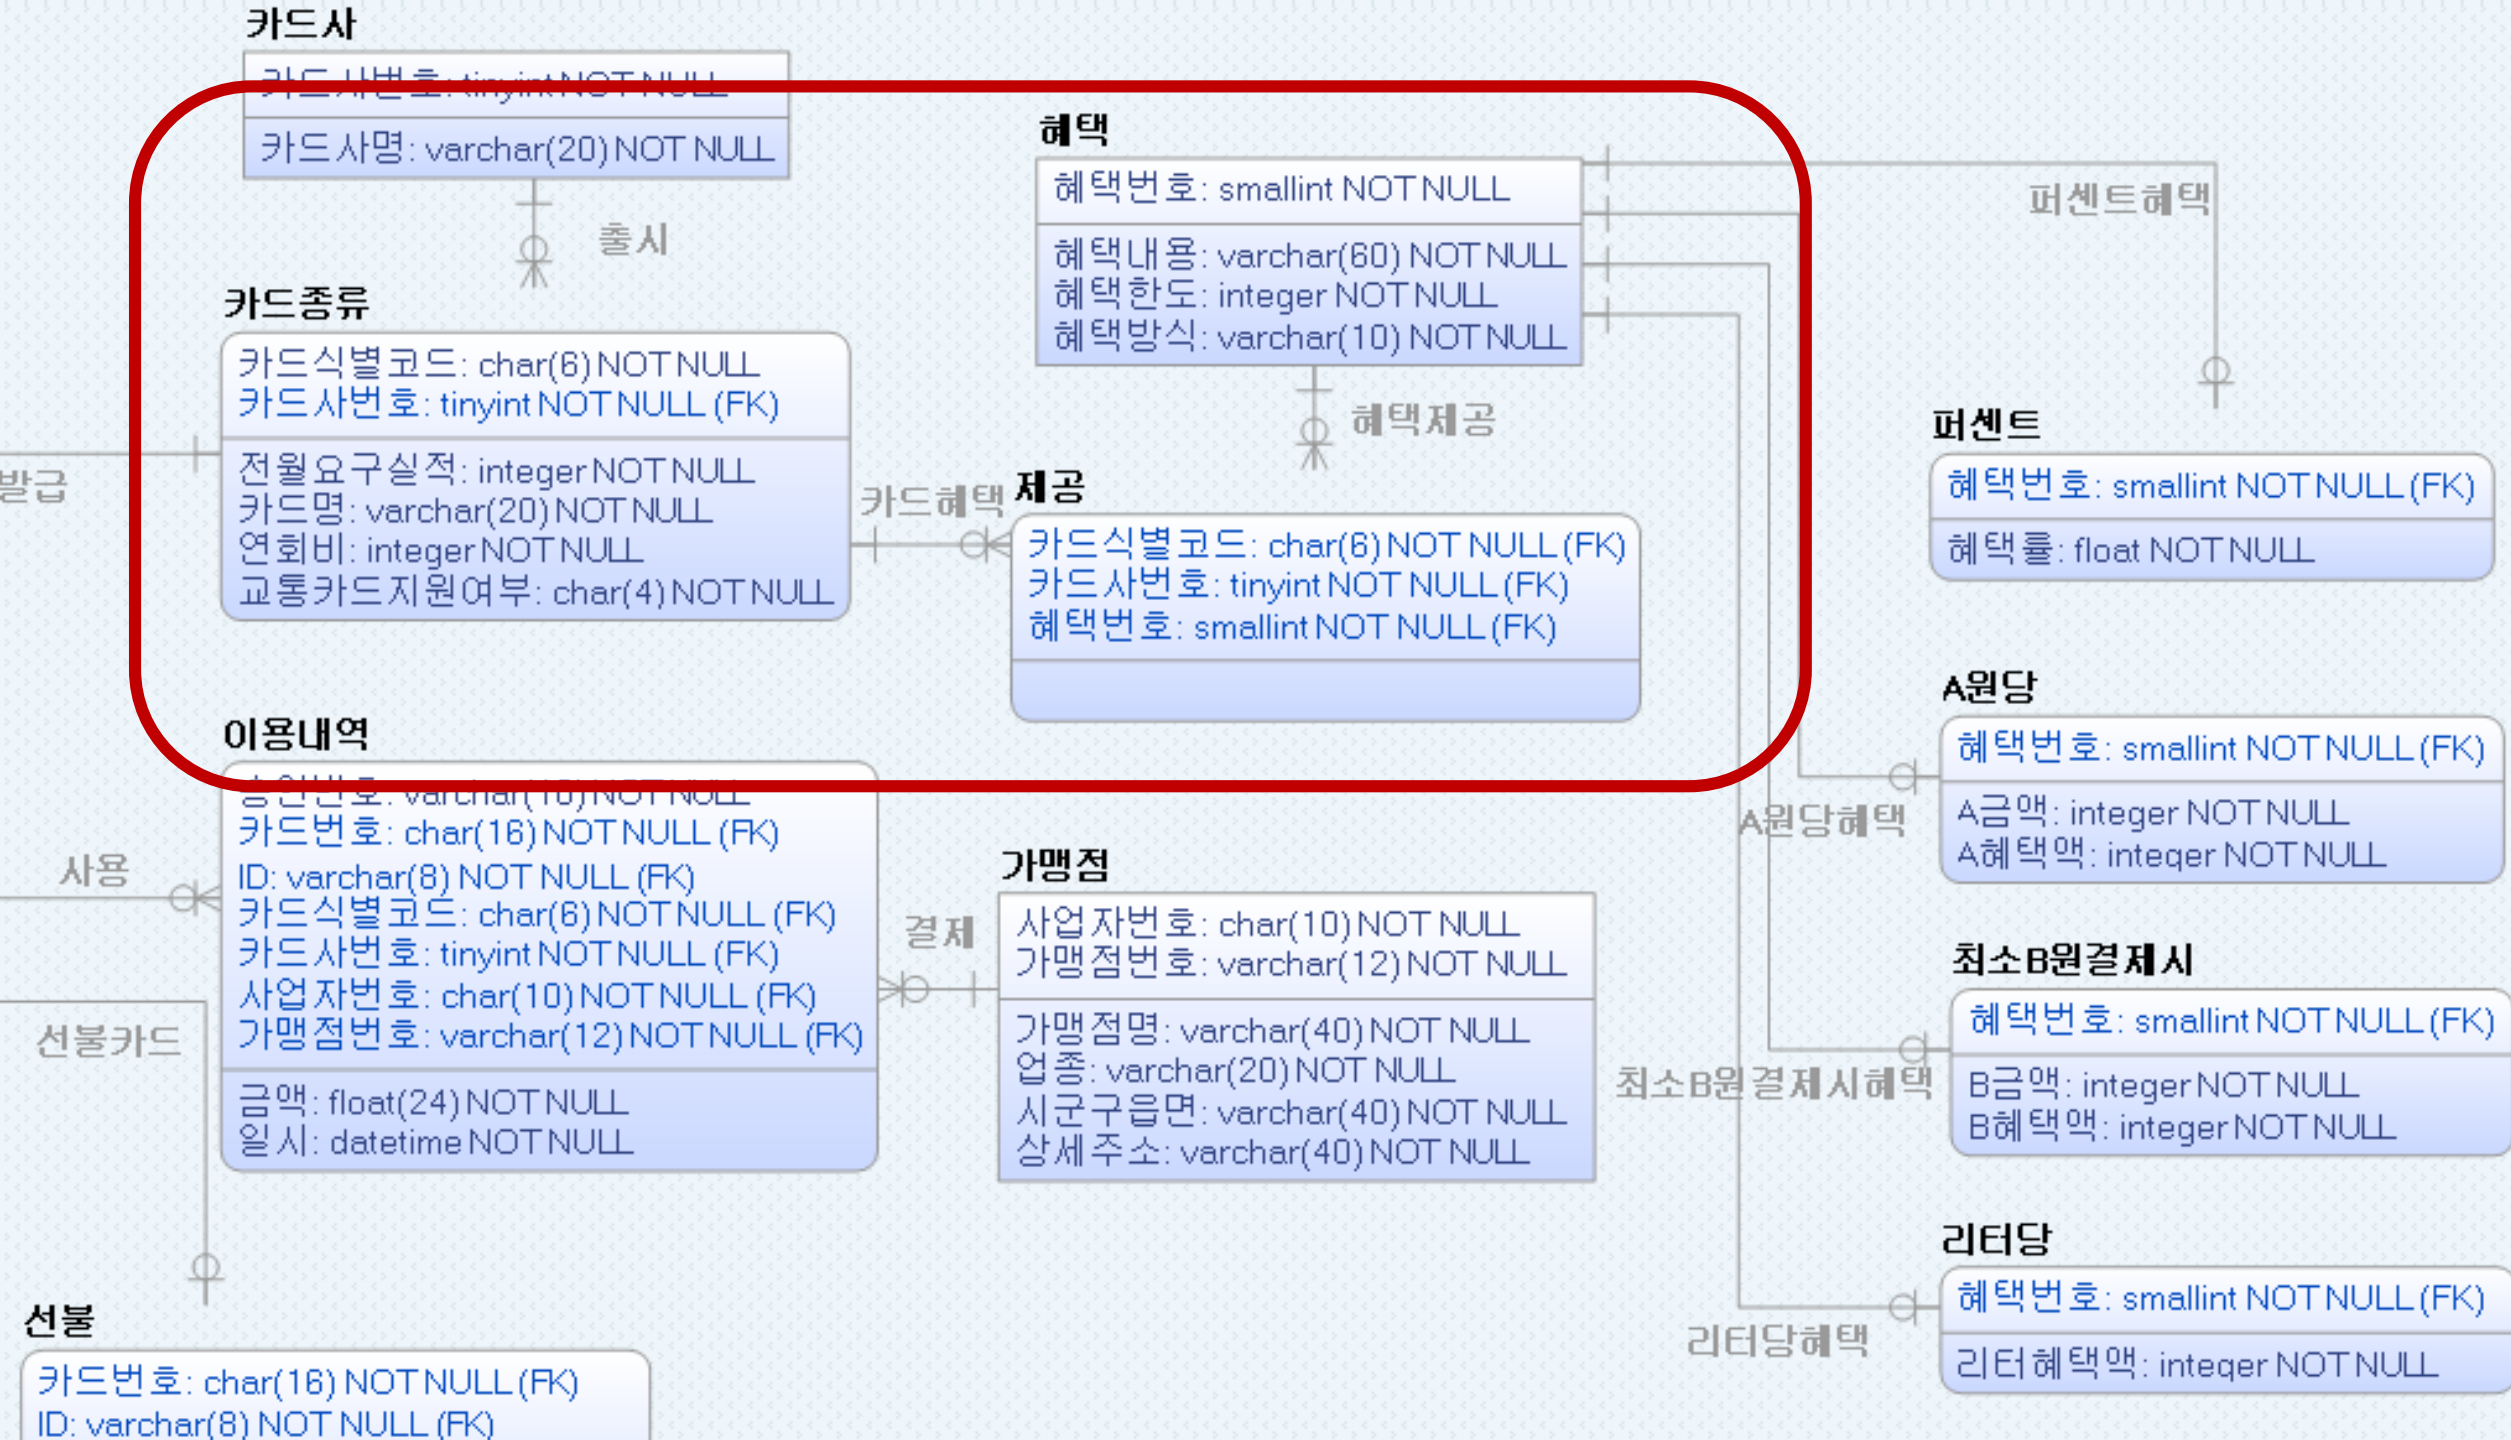 카드사
카드사번호: tinyint NOT NULL
카드사명: varchar(20) NOT NULL
출시
카드종류
카드식별코드: char(6) NOT NULL
카드사번호: tinyint NOT NULL (FK)
전월요구실적: integer NOT NULL
카드명: varchar(20) NOT NULL
연회비: integer NOT NULL
교통카드지원여부: char(4) NOT NULL
발급
카드혜택
혜택
혜택번호: smallint NOT NULL
혜택내용: varchar(60) NOT NULL
혜택한도: integer NOT NULL
혜택방식: varchar(10) NOT NULL
혜택제공
제공
카드식별코드: char(6) NOT NULL (FK)
카드사번호: tinyint NOT NULL (FK)
혜택번호: smallint NOT NULL (FK)
퍼센트혜택
퍼센트
혜택번호: smallint NOT NULL (FK)
혜택률: float NOT NULL
A원당
혜택번호: smallint NOT NULL (FK)
A금액: integer NOT NULL
A혜택액: integer NOT NULL
A원당혜택
이용내역
승인번호: varchar(10) NOT NULL
카드번호: char(16) NOT NULL (FK)
ID: varchar(8) NOT NULL (FK)
카드식별코드: char(6) NOT NULL (FK)
카드사번호: tinyint NOT NULL (FK)
사업자번호: char(10) NOT NULL (FK)
가맹점번호: varchar(12) NOT NULL (FK)
금액: float(24) NOT NULL
일시: datetime NOT NULL
사용
결제
가맹점
사업자번호: char(10) NOT NULL
가맹점번호: varchar(12) NOT NULL
가맹점명: varchar(40) NOT NULL
업종: varchar(20) NOT NULL
시군구읍면: varchar(40) NOT NULL
상세주소: varchar(40) NOT NULL
최소B원결제시
혜택번호: smallint NOT NULL (FK)
B금액: integer NOT NULL
B혜택액: integer NOT NULL
최소B원결제시혜택
리터당
혜택번호: smallint NOT NULL (FK)
리터혜택액: integer NOT NULL
리터당혜택
선불카드
선불
카드번호: char(16) NOT NULL (FK)
ID: varchar(8) NOT NULL (FK)